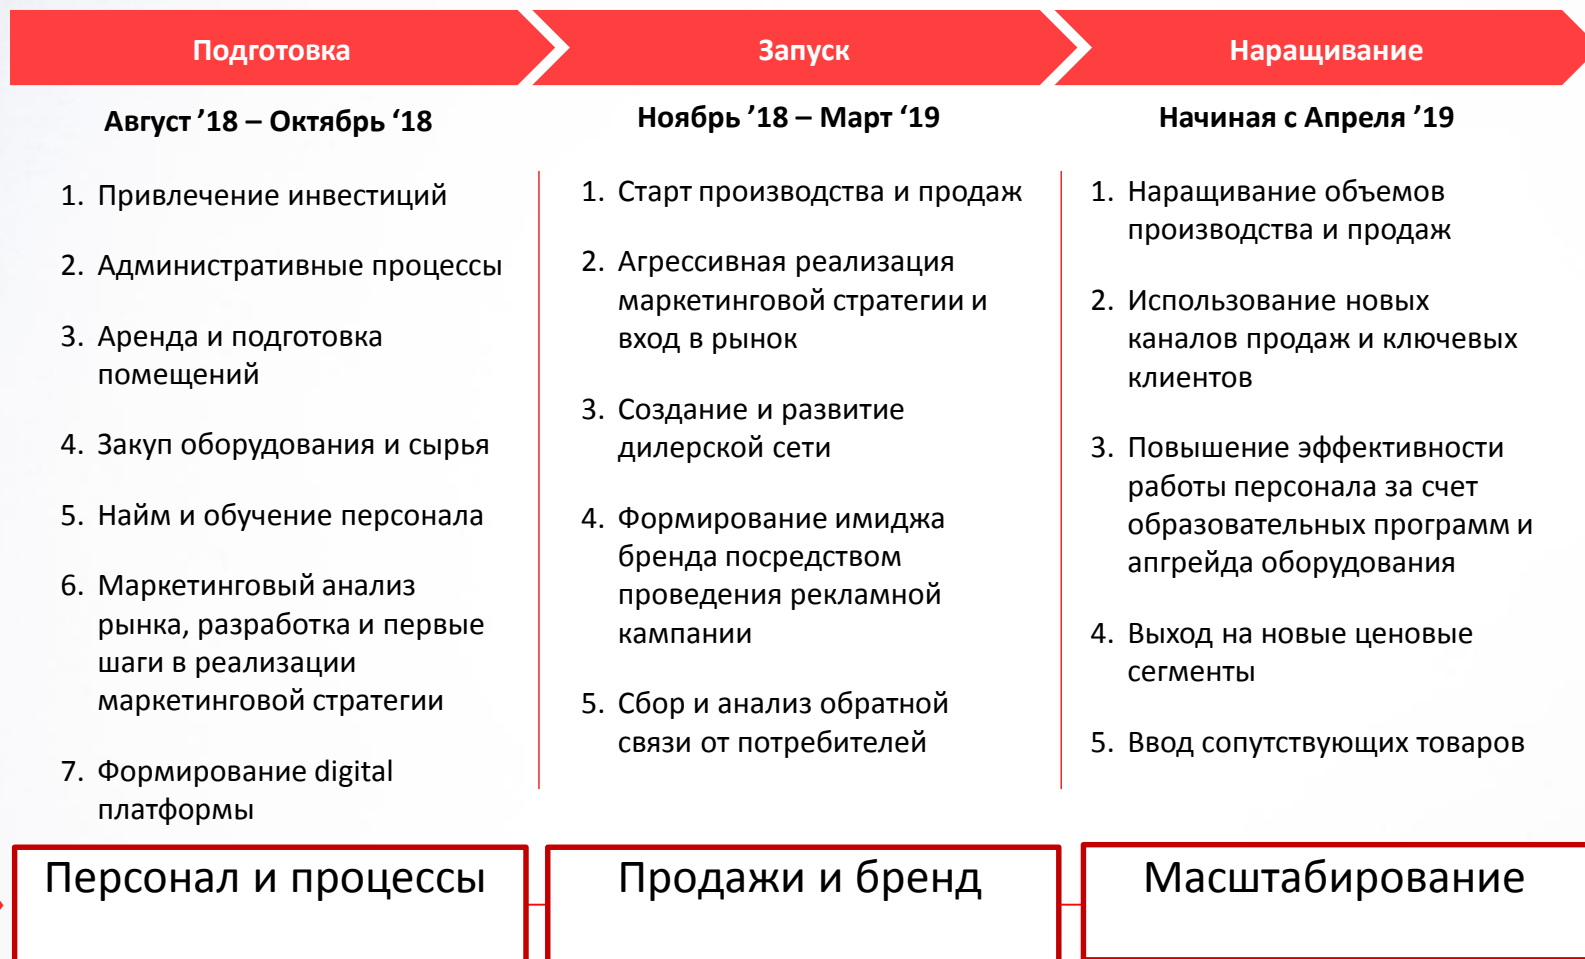 Подготовка
Запуск
Наращивание
Август ’18 – Октябрь ‘18
Ноябрь ’18 – Март ‘19
Начиная с Апреля ’19
1. Привлечение инвестиций
2. Административные процессы
3. Аренда и подготовка
помещений
4. Закуп оборудования и сырья
5. Найм и обучение персонала
6. Маркетинговый анализ
рынка, разработка и первые
шаги в реализации
маркетинговой стратегии
7. Формирование digital
платформы
1. Старт производства и продаж
2. Агрессивная реализация
маркетинговой стратегии и
вход в рынок
3. Создание и развитие
дилерской сети
4. Формирование имиджа
бренда посредством
проведения рекламной
кампании
5. Сбор и анализ обратной
связи от потребителей
1. Наращивание объемов
производства и продаж
2. Использование новых
каналов продаж и ключевых
клиентов
3. Повышение эффективности
работы персонала за счет
образовательных программ и
апгрейда оборудования
4. Выход на новые ценовые
сегменты
5. Ввод сопутствующих товаров
Персонал и процессы
Продажи и бренд
Масштабирование